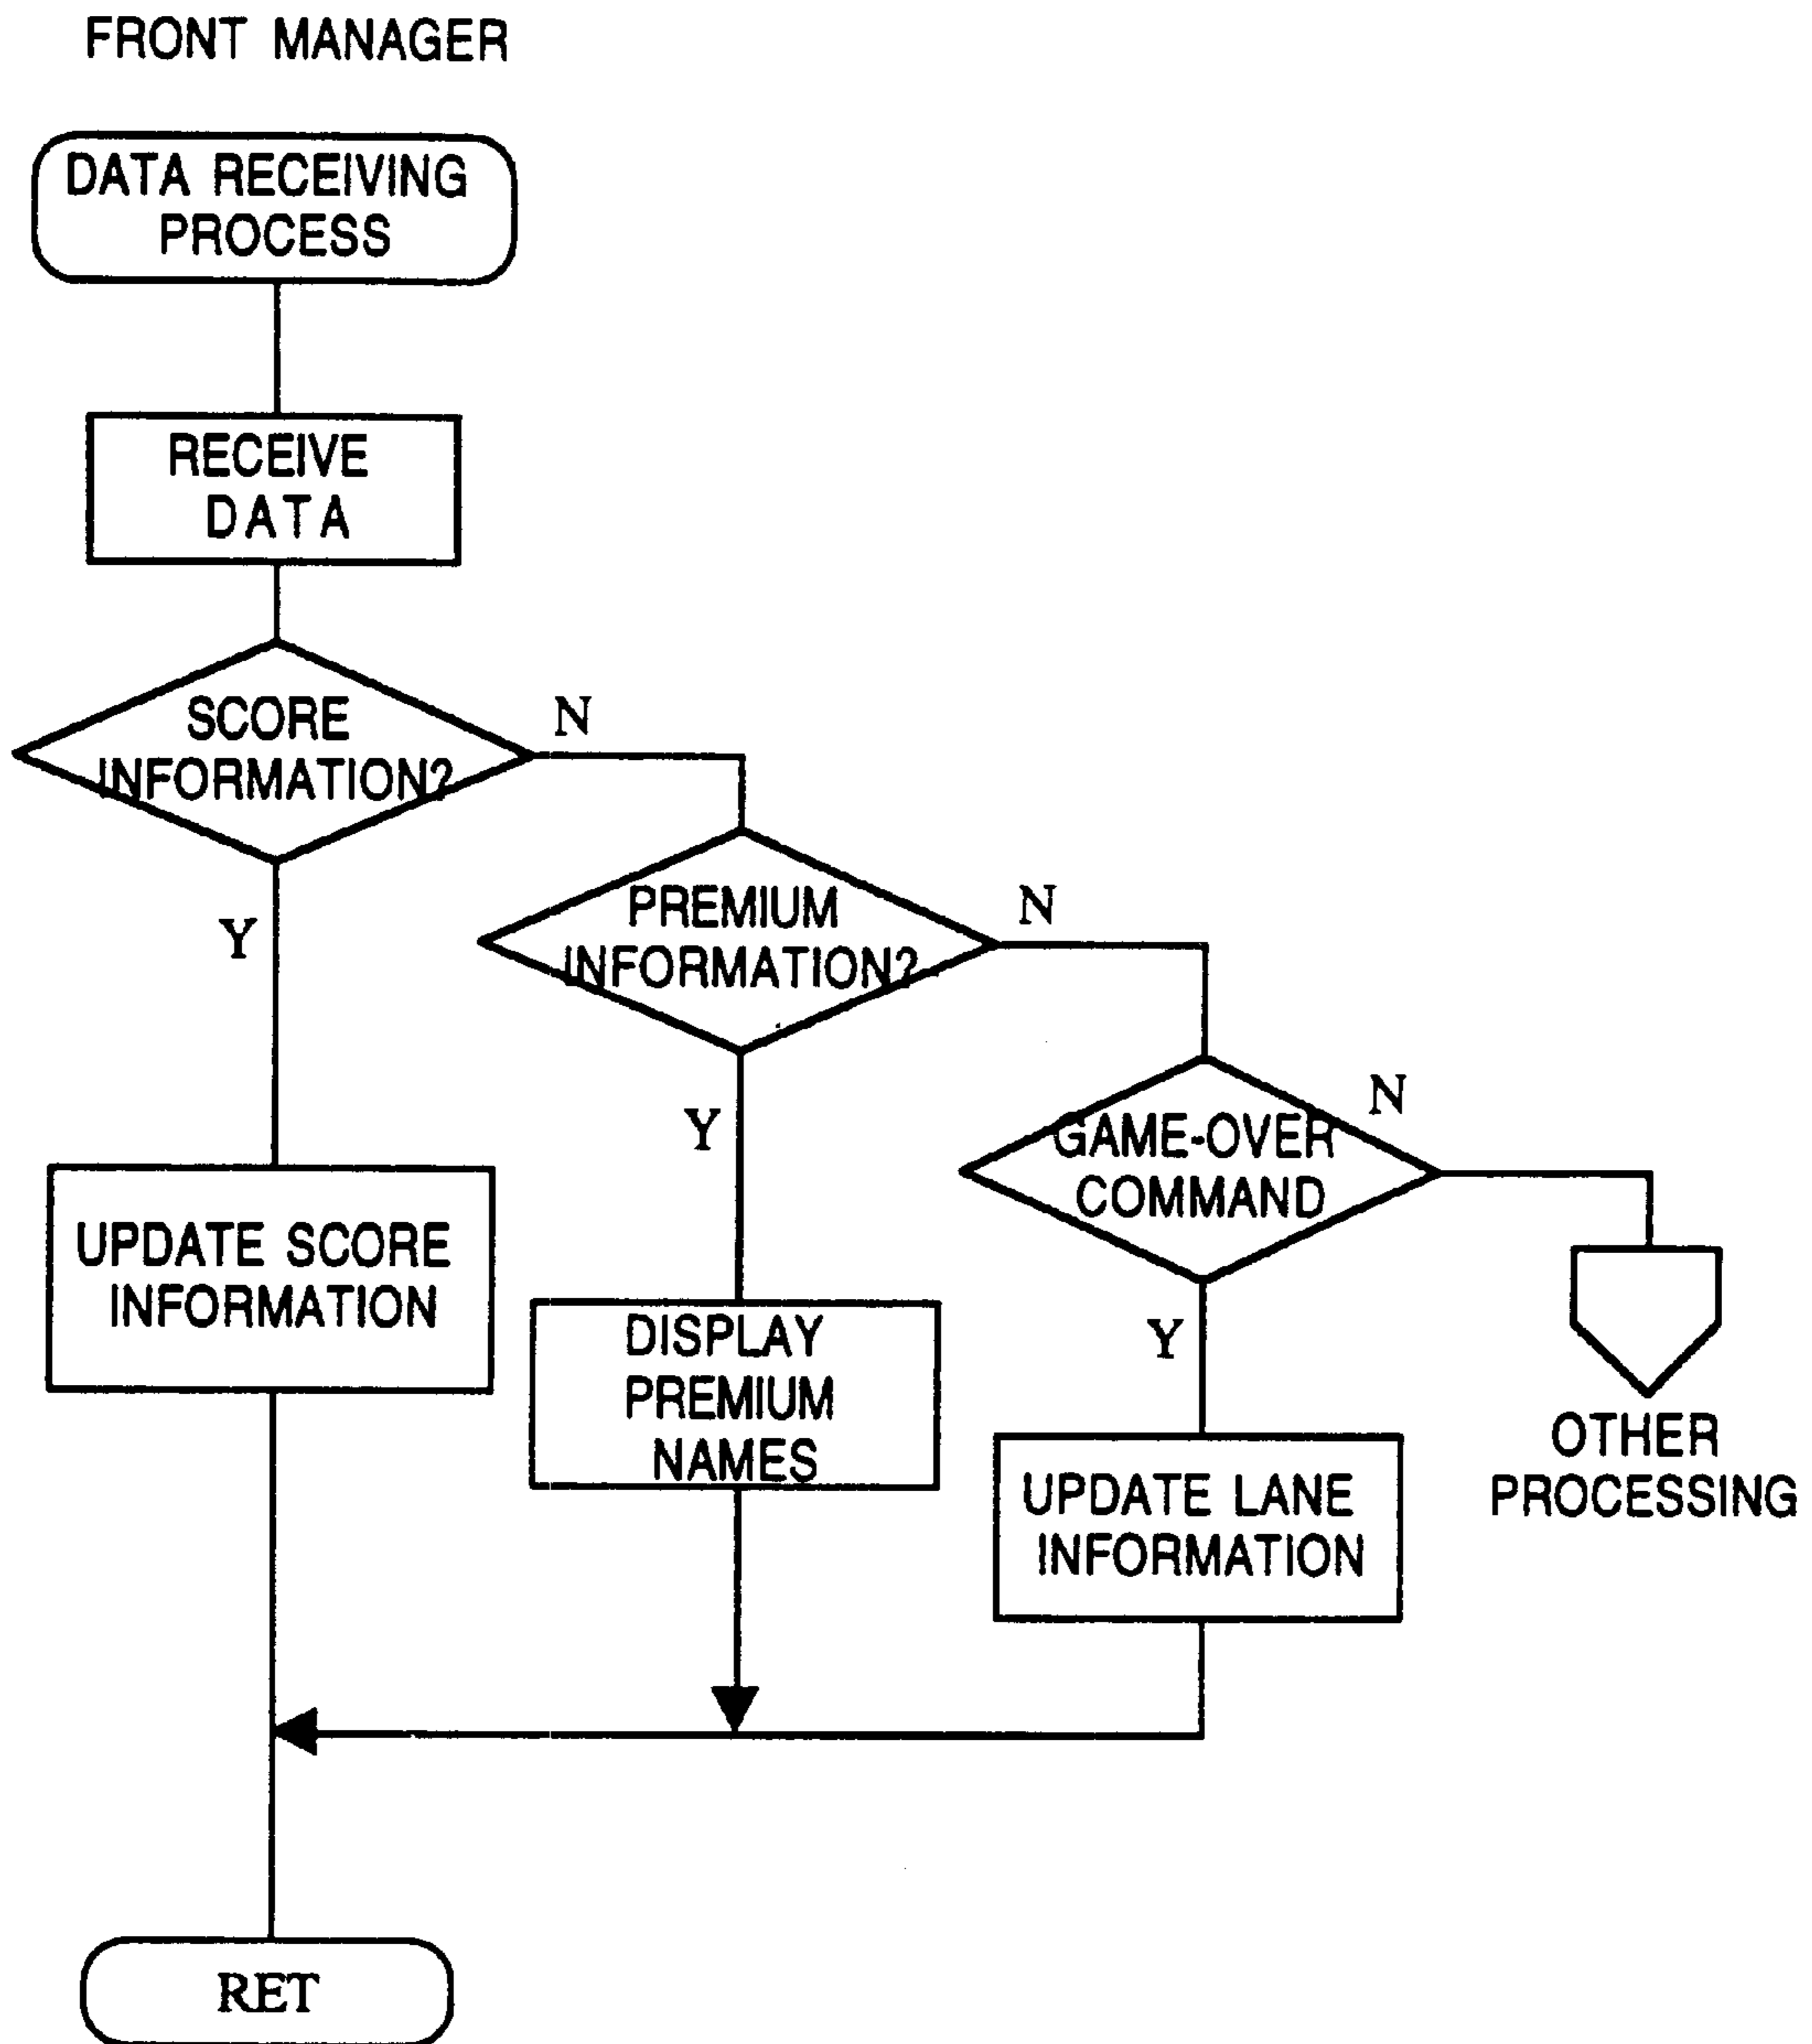 FRONT MANAGER
DATA RECEIVING
PROCESS
RECEIVE
DATA
SCORE
INFORMATION?
N
Y
PREMIUM
INFORMATION?
N
Y
GAME-OVER
COMMAND
N
Y
UPDATE SCORE
INFORMATION
DISPLAY
PREMIUM
NAMES
UPDATE LANE
INFORMATION
OTHER
PROCESSING
RET